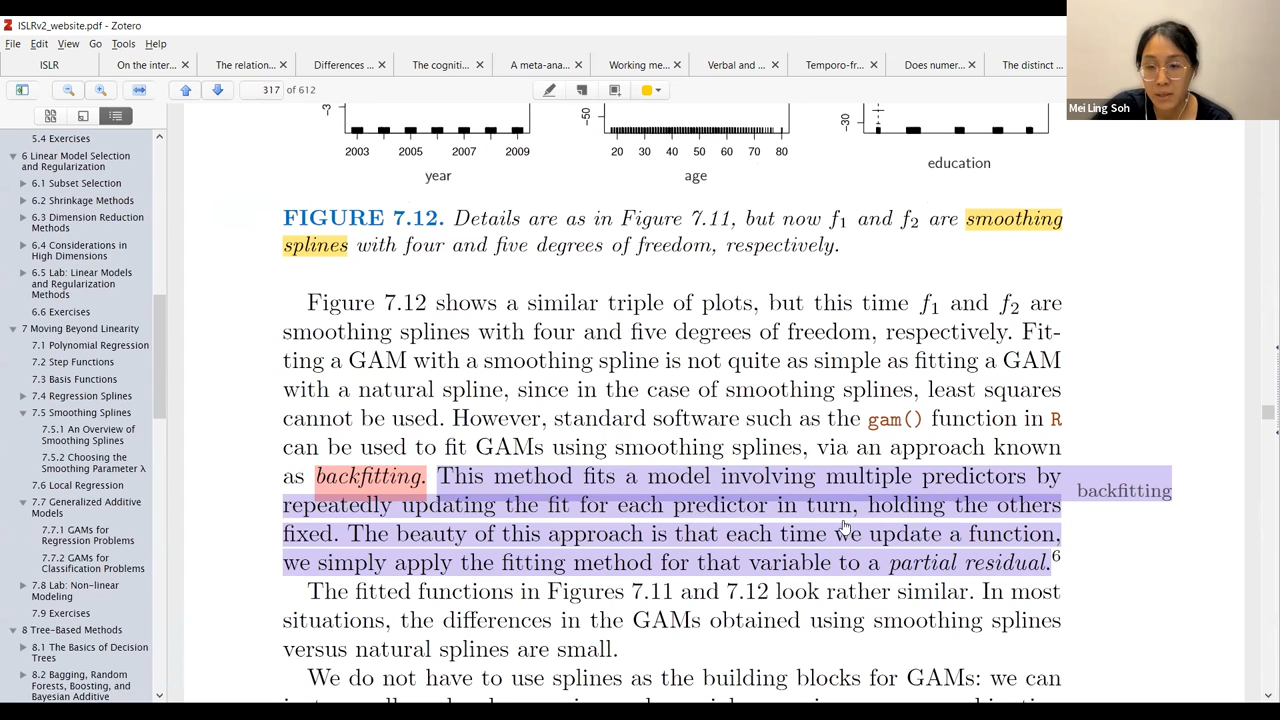 ISLRv2_website.pdf - Zotero
File Edit View Go Tools Help
ISLR
On the inter...
The relation...
Differences ...
The cogniti...
A meta-ana...
Working me...
Verbal and ...
Temporo-fr...
Does numer...
The distinct
317 of 612
5.4 Exercises
6 Linear Model Selection
and Regularization
6.1 Subset Selection
6.2 Shrinkage Methods
6.3 Dimension Reduction
Methods
6.4 Considerations in
High Dimensions
6.5 Lab: Linear Models
and Regularization
Methods
6.6 Exercises
7 Moving Beyond Linearity
7.1 Polynomial Regression
7.2 Step Functions
7.3 Basis Functions
7.4 Regression Splines
7.5 Smoothing Splines
7.5.1 An Overview of
Smoothing Splines
7.5.2 Choosing the
Smoothing Parameter λ
7.6 Local Regression
7.7 Generalized Additive
Models
7.7.1 GAMs for
Regression Problems
7.7.2 GAMs for
Classification Problems
7.8 Lab: Non-linear
Modeling
7.9 Exercises
8 Tree-Based Methods
8.1 The Basics of Decision
Trees
8.2 Bagging, Random
Forests, Boosting, and
Bayesian Additive
-3
2003 2005 2007 2009
year
-50
20 30 40 50 60 70 80
age
-30
education
FIGURE 7.12. Details are as in Figure 7.11, but now f1 and f2 are smoothing
splines with four and five degrees of freedom, respectively.
Figure 7.12 shows a similar triple of plots, but this time f1 and f2 are
smoothing splines with four and five degrees of freedom, respectively. Fit-
ting a GAM with a smoothing spline is not quite as simple as fitting a GAM
with a natural spline, since in the case of smoothing splines, least squares
cannot be used. However, standard software such as the gam() function in R
can be used to fit GAMs using smoothing splines, via an approach known
as backfitting. This method fits a model involving multiple predictors by
repeatedly updating the fit for each predictor in turn, holding the others
fixed. The beauty of this approach is that each time we update a function,
we simply apply the fitting method for that variable to a partial residual.6
backfitting
The fitted functions in Figures 7.11 and 7.12 look rather similar. In most
situations, the differences in the GAMs obtained using smoothing splines
versus natural splines are small.
We do not have to use splines as the building blocks for GAMs: we can
Mei Ling Soh